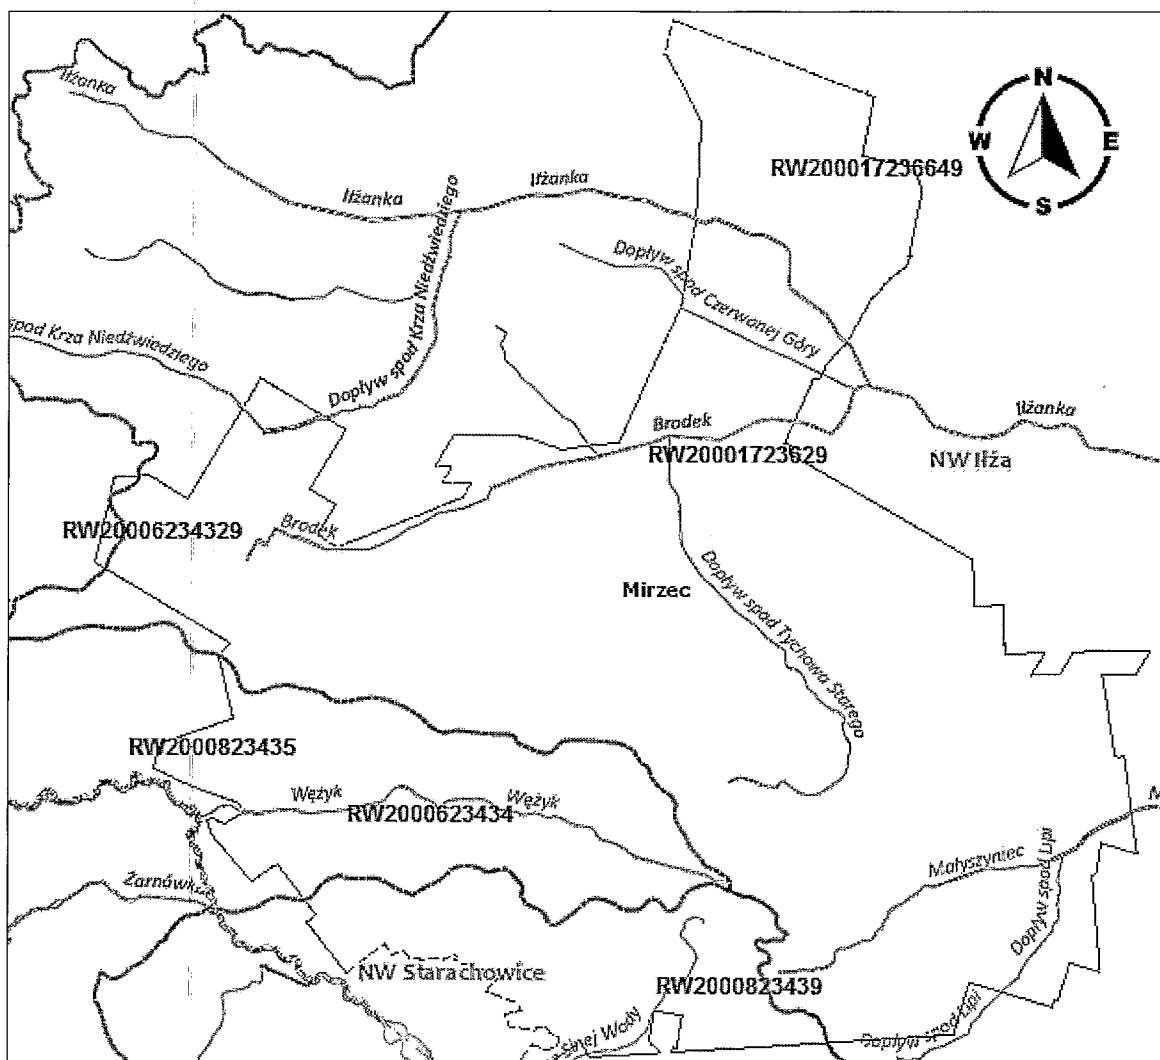 Iłżanka
N
W
E
S
RW200017236649
Iłżanka
Iłżanka
Dopływ spod Krza Niedźwiedziego
Dopływ spod Czerwonej Góry
spod Krza Niedźwiedziego
Brodek
Iłżanka
RW20001723629
NW Iłża
RW20006234329
Brodek
Mirzec
Dopływ spod Tychowa Starego
RW2000823435
Wężyk
Wężyk
RW2000623434
M
Małyszyniec
Dopływ spod Lipi
Żarnówka
NW Starachowice
RW2000823439
Sinej Wody
Dopływ spod Lipi